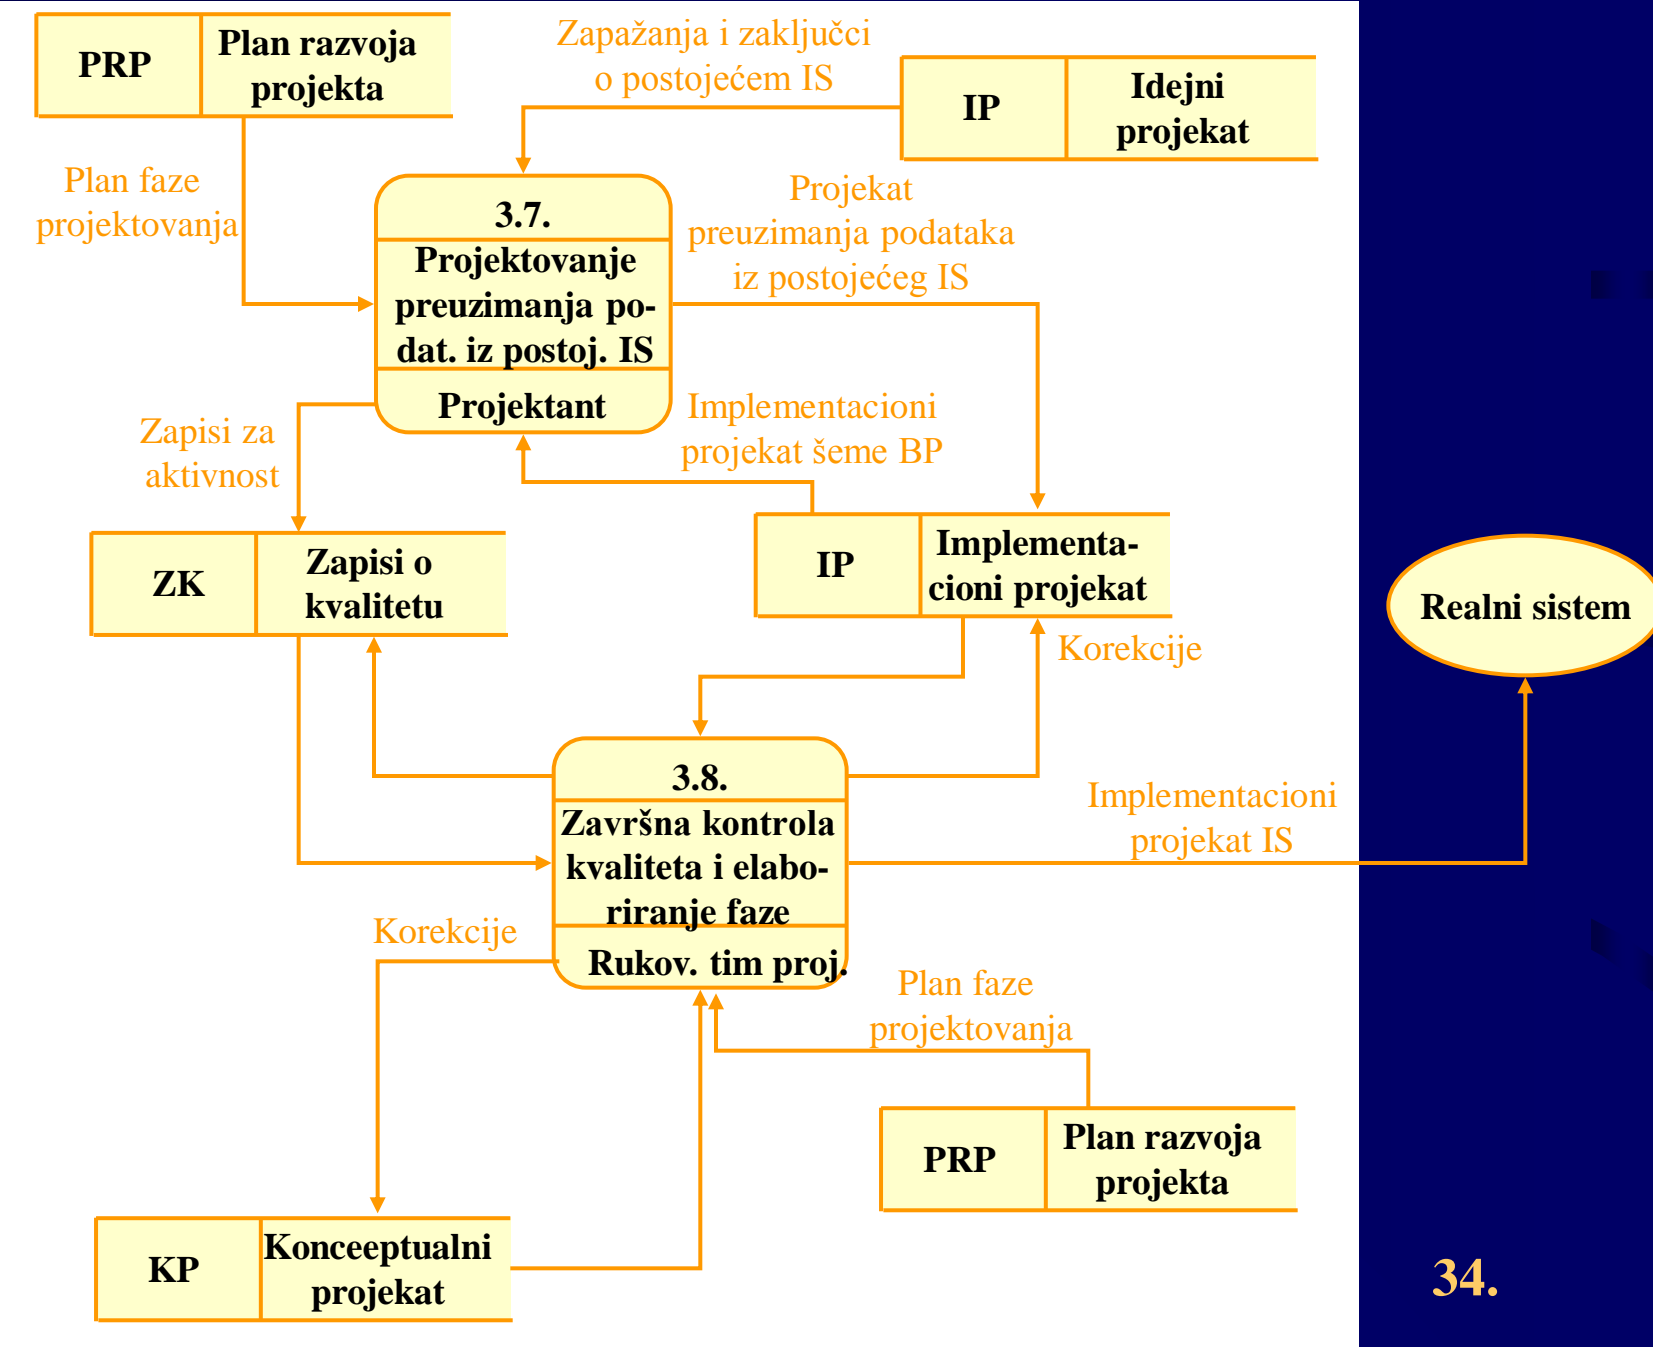 PRP
Plan razvoja
projekta
Zapažanja i zaključci
o postojećem IS
IP
Idejni
projekat
Plan faze
projektovanja
3.7.
Projektovanje
preuzimanja po-
dat. iz postoj. IS
Projektant
Projekat
preuzimanja podataka
iz postojećeg IS
Zapisi za
aktivnost
Implementacioni
projekat šeme BP
ZK
Zapisi o
kvalitetu
IP
Implementa-
cioni projekat
Realni sistem
Korekcije
3.8.
Završna kontrola
kvaliteta i elabo-
riranje faze
Rukov. tim proj.
Implementacioni
projekat IS
Korekcije
Plan faze
projektovanja
PRP
Plan razvoja
projekta
KP
Konceeptualni
projekat
34.